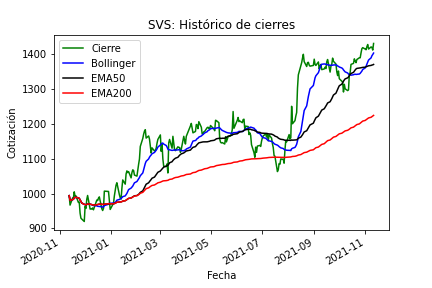 SVS: Histórico de cierres
Cierre
Bollinger
EMA50
EMA200
Cotización
1400
1300
1200
1100
1000
900
2020-11
2021-01
2021-03
2021-05
2021-07
2021-09
2021-11
Fecha